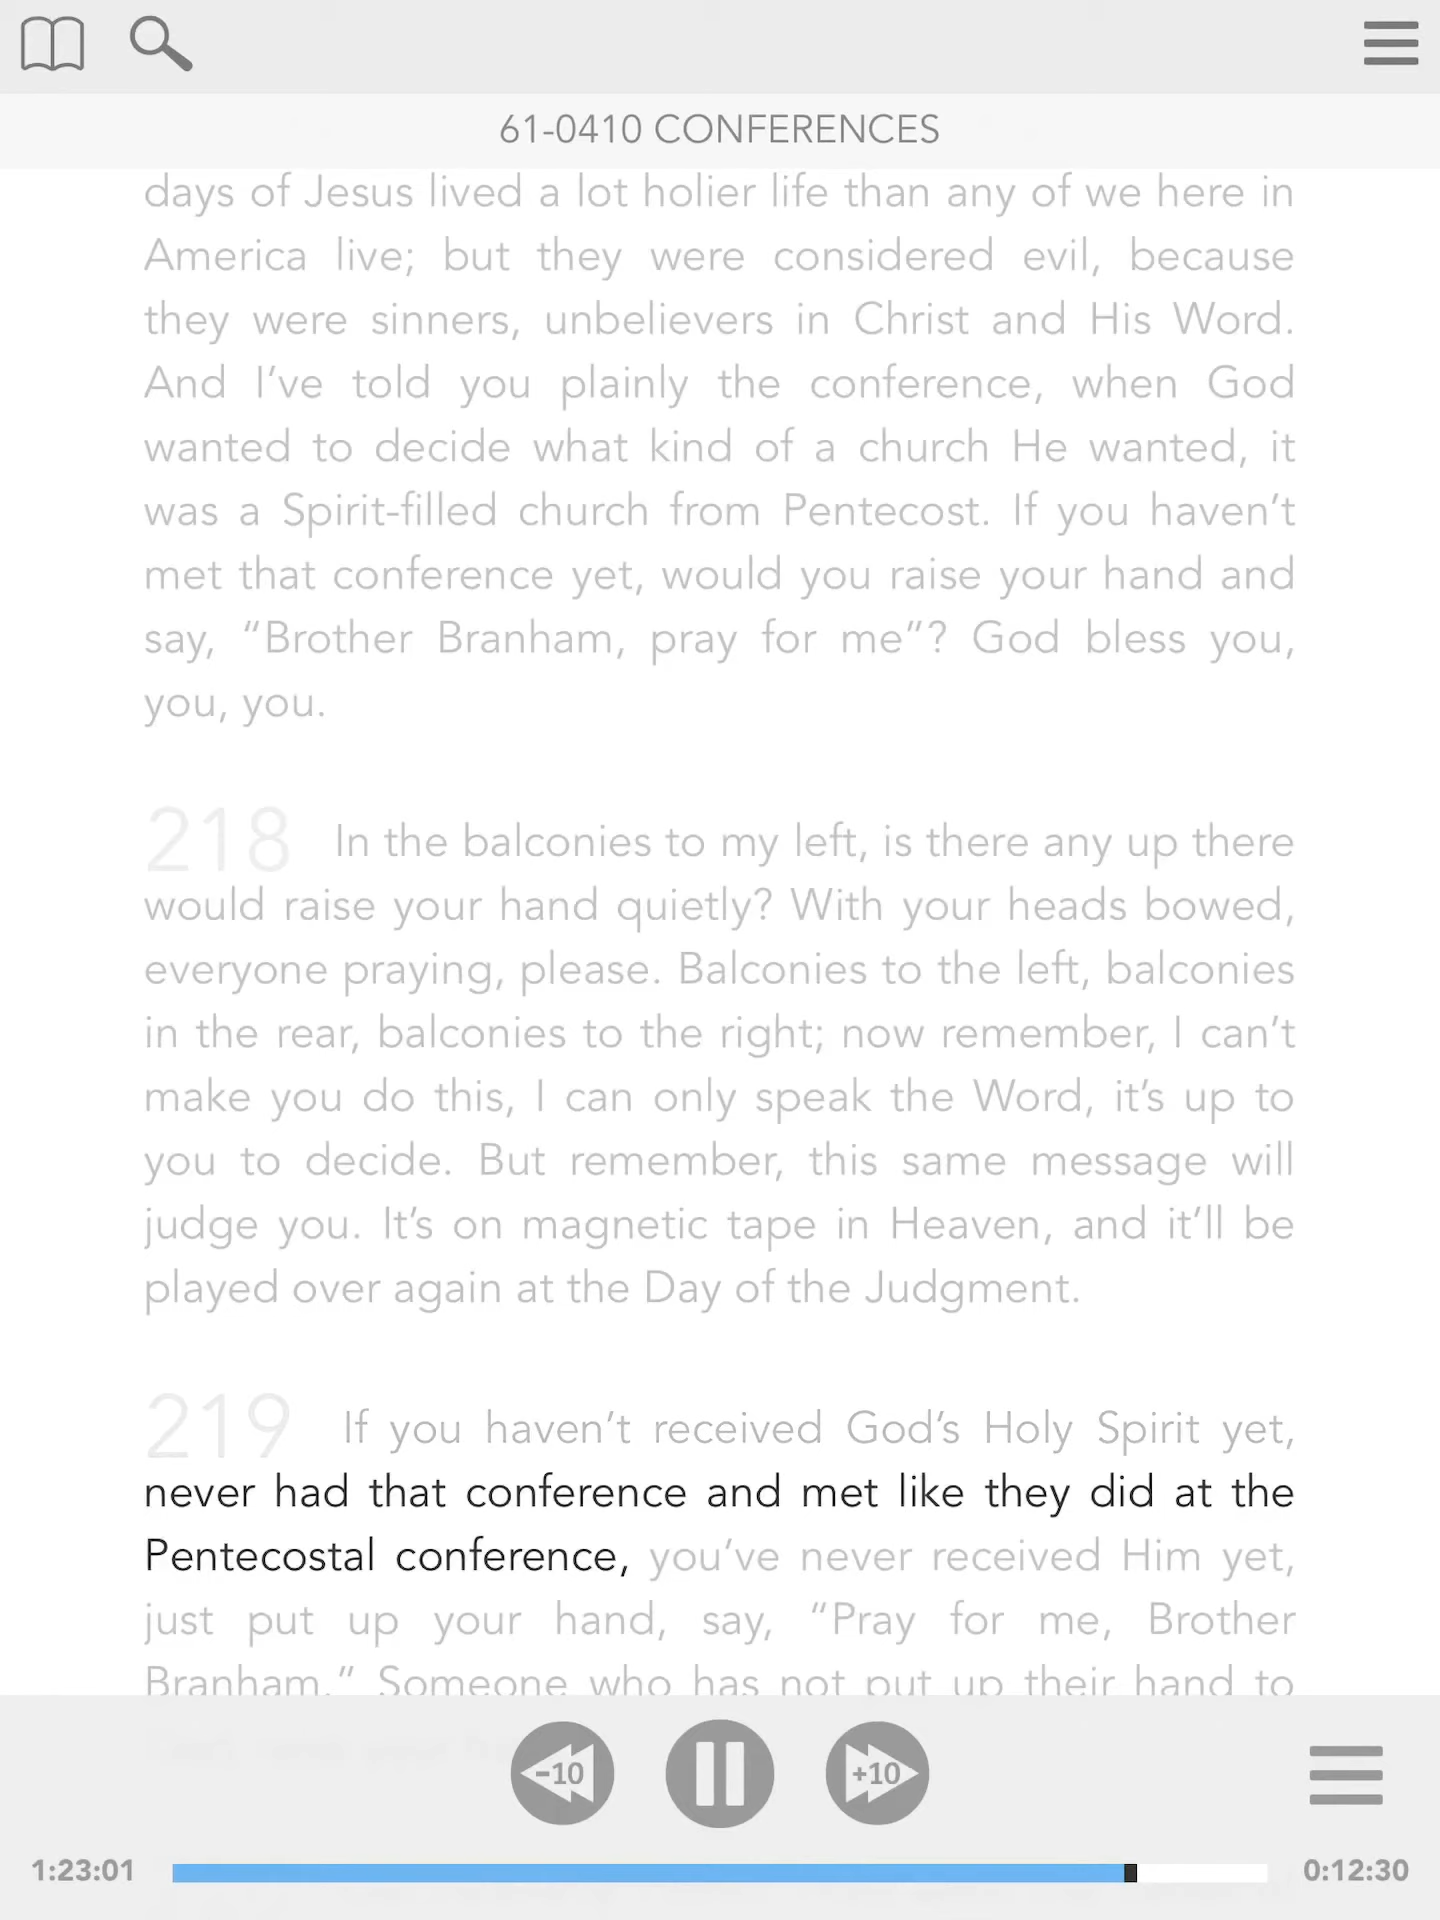 61-0410 CONFERENCES
days of Jesus lived a lot holier life than any of we here in
America live; but they were considered evil, because
they were sinners, unbelievers in Christ and His Word.
And I’ve told you plainly the conference, when God
wanted to decide what kind of a church He wanted, it
was a Spirit-filled church from Pentecost. If you haven’t
met that conference yet, would you raise your hand and
say, “Brother Branham, pray for me”? God bless you,
you, you.
218 In the balconies to my left, is there any up there
would raise your hand quietly? With your heads bowed,
everyone praying, please. Balconies to the left, balconies
in the rear, balconies to the right; now remember, I can’t
make you do this, I can only speak the Word, it’s up to
you to decide. But remember, this same message will
judge you. It’s on magnetic tape in Heaven, and it’ll be
played over again at the Day of the Judgment.
219 If you haven’t received God’s Holy Spirit yet,
never had that conference and met like they did at the
Pentecostal conference, you’ve never received Him yet,
just put up your hand, say, “Pray for me, Brother
Branham.” Someone who has not put up their hand to
-10 +10
1:23:01 0:12:30